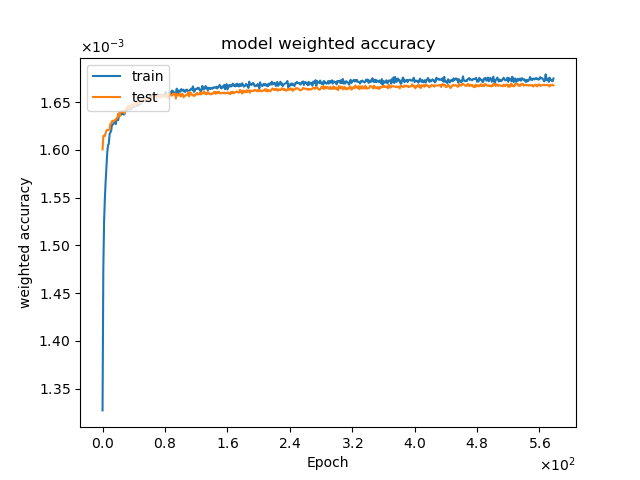 model weighted accuracy
×10⁻³
train
test
1.65
1.60
1.55
1.50
1.45
1.40
1.35
weighted accuracy
0.0 0.8 1.6 2.4 3.2 4.0 4.8 5.6
Epoch
×10²